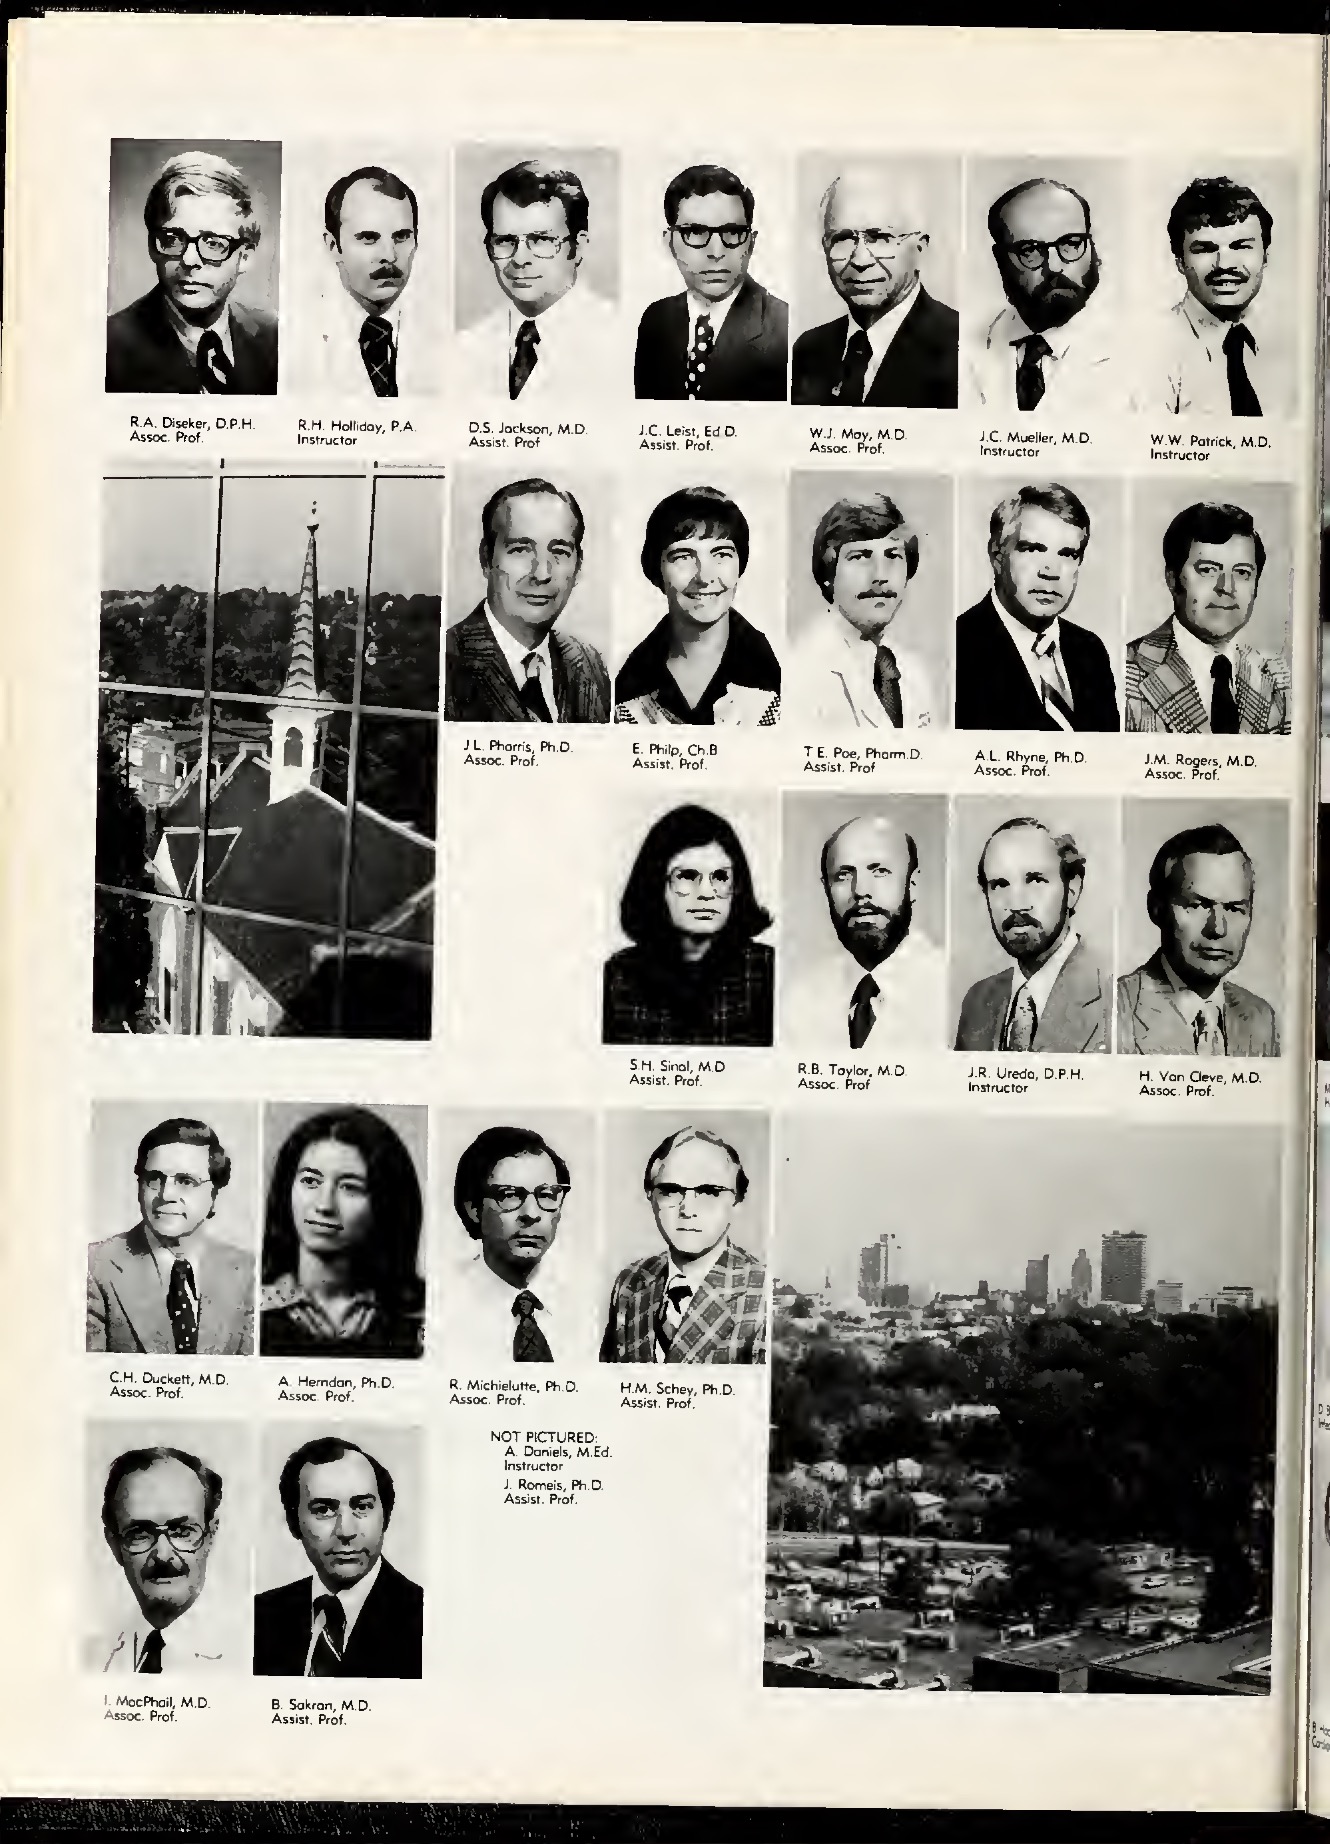 R.A. Diseker, D.P.H.
Assoc. Prof.
R.H. Holliday, P.A.
Instructor
D.S. Jackson, M.D.
Assist. Prof
J.C. Leist, Ed D.
Assist. Prof.
W.J. May, M.D.
Assoc. Prof.
J.C. Mueller, M.D.
Instructor
W.W. Patrick, M.D.
Instructor
J L. Pharris, Ph.D.
Assoc. Prof.
E. Philp, Ch.B
Assist. Prof.
T E. Poe, Pharm.D.
Assist. Prof
A.L. Rhyne, Ph.D.
Assoc. Prof.
J.M. Rogers, M.D.
Assoc. Prof.
S.H. Sinal, M.D
Assist. Prof.
R.B. Taylor, M.D.
Assoc. Prof
J.R. Ureda, D.P.H.
Instructor
H. Van Cleve, M.D.
Assoc. Prof.
C.H. Duckett, M.D.
Assoc. Prof.
A. Herndan, Ph.D.
Assoc. Prof.
R. Michielutte, Ph.D.
Assoc. Prof.
H.M. Schey, Ph.D.
Assist. Prof.
NOT PICTURED:
A. Daniels, M.Ed.
Instructor
J. Romeis, Ph.D.
Assist. Prof.
I. MacPhail, M.D.
Assoc. Prof.
B. Sakran, M.D.
Assist. Prof.